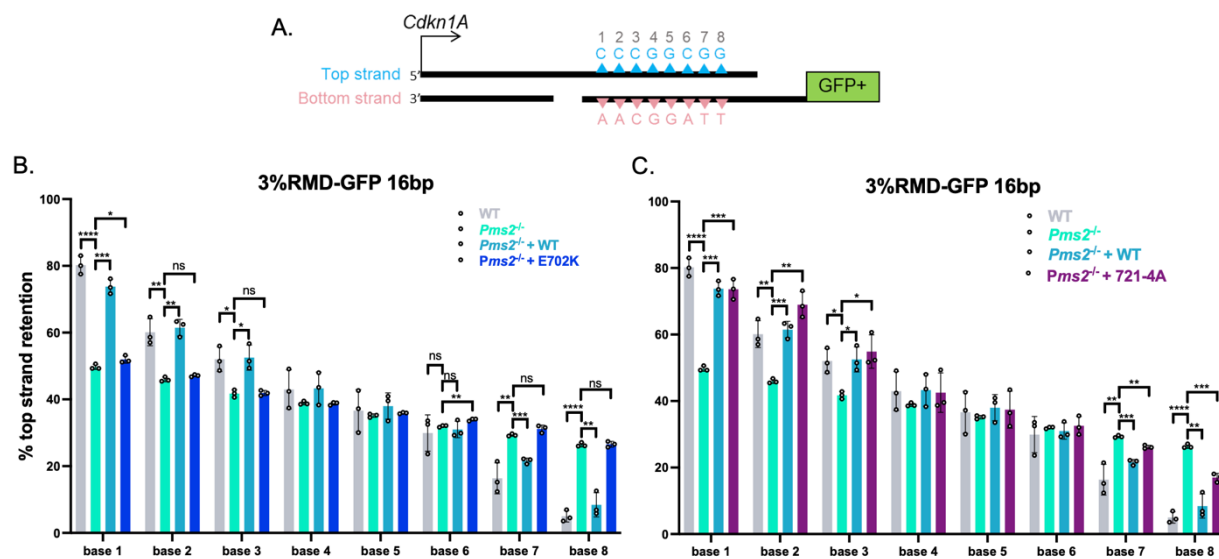 A.
Cdkn1A
1 2 3 4 5 6 7 8
C C C G G C G G
Top strand 5'
Bottom strand 3'
GFP+
A A C G G A T T
B.
3%RMD-GFP 16bp
WT
Pms2-/-
Pms2-/- + WT
Pms2-/- + E702K
% top strand retention
100
80
60
40
20
0
**** *** *
** ** ns
* * ns
ns ns **
** *** ns
**** ** ns
base 1 base 2 base 3 base 4 base 5 base 6 base 7 base 8
C.
3%RMD-GFP 16bp
WT
Pms2-/-
Pms2-/- + WT
Pms2-/- + 721-4A
100
80
60
40
20
0
**** *** ***
** *** **
* * *
** *** **
**** ** ***
base 1 base 2 base 3 base 4 base 5 base 6 base 7 base 8